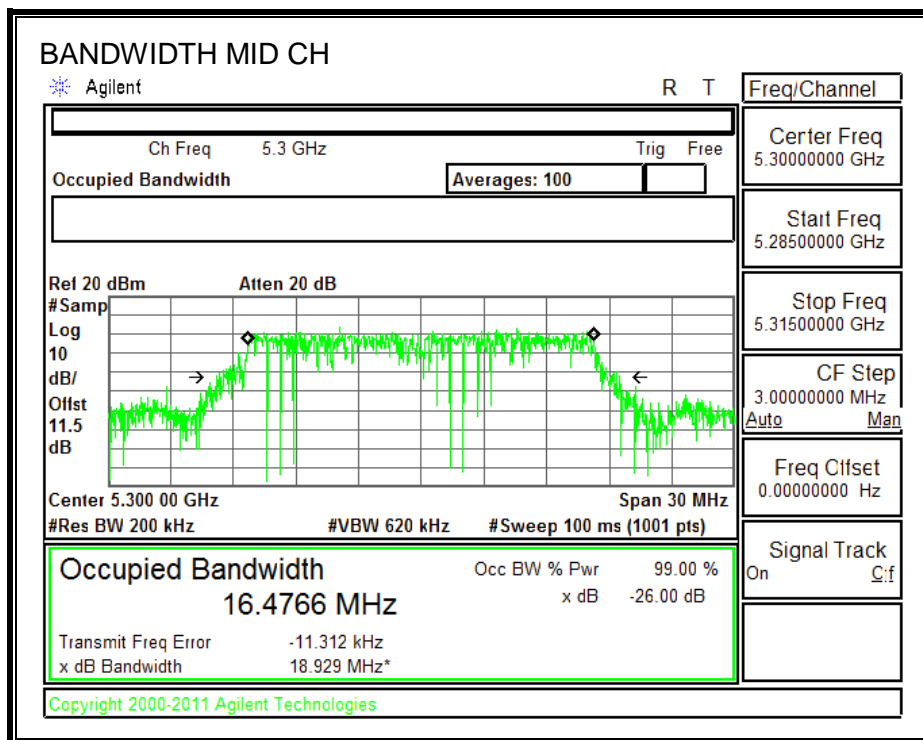 BANDWIDTH MID CH
Agilent R T
Freq/Channel
Ch Freq 5.3 GHz Trig Free
Occupied Bandwidth Averages: 100
Center Freq
5.30000000 GHz
Start Freq
5.28500000 GHz
Stop Freq
5.31500000 GHz
CF Step
3.00000000 MHz
Auto Man
Freq Offset
0.00000000 Hz
Signal Track
On Off
Ref 20 dBm Atten 20 dB
#Samp
Log
10
dB/
Offst
11.5
dB
Center 5.300 00 GHz Span 30 MHz
#Res BW 200 kHz #VBW 620 kHz #Sweep 100 ms (1001 pts)
Occupied Bandwidth Occ BW % Pwr 99.00 %
16.4766 MHz x dB -26.00 dB
Transmit Freq Error -11.312 kHz
x dB Bandwidth 18.929 MHz*
Copyright 2000-2011 Agilent Technologies